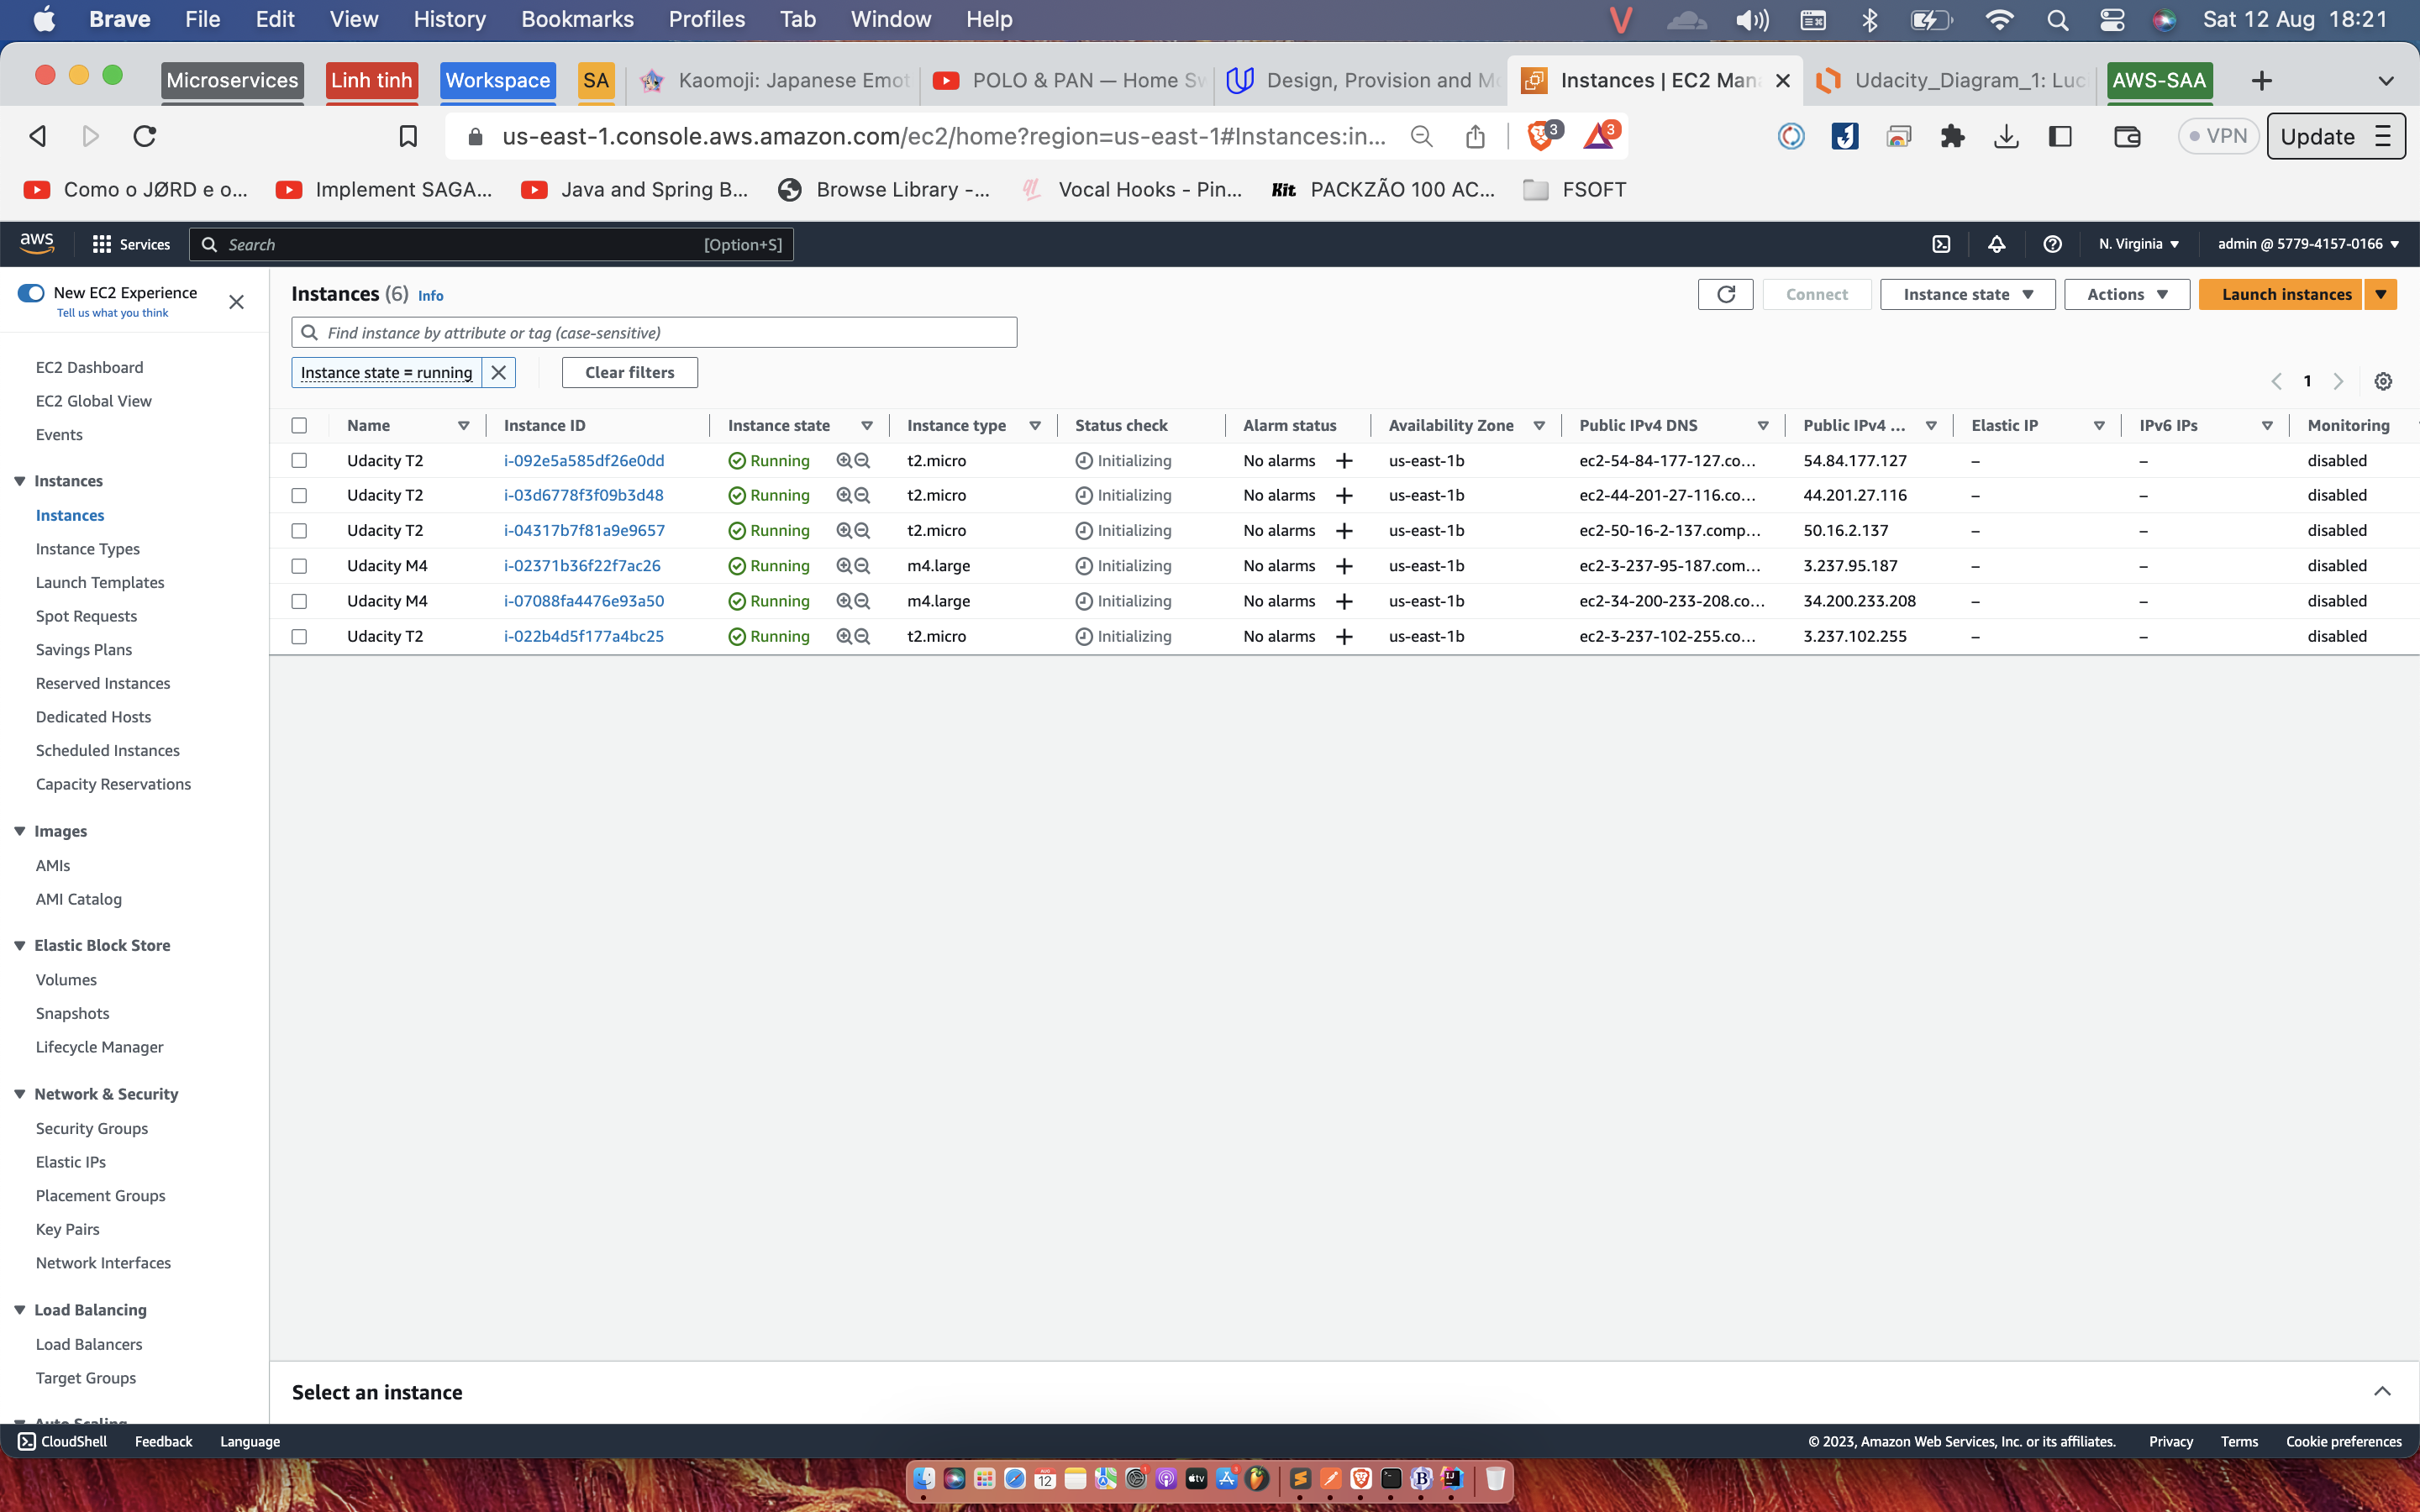 Brave File Edit View History Bookmarks Profiles Tab Window Help Sat 12 Aug 18:21
Microservices Linh tinh Workspace SA Kaomoji: Japanese Emot POLO & PAN — Home Sw Design, Provision and Mo Instances | EC2 Mana Udacity_Diagram_1: Luc AWS-SAA
us-east-1.console.aws.amazon.com/ec2/home?region=us-east-1#Instances:in... 3 3 VPN Update
Como o JØRD e o... Implement SAGA... Java and Spring B... Browse Library -... Vocal Hooks - Pin... Kit PACKZÃO 100 AC... FSOFT
aws Services Search [Option+S] N. Virginia admin @ 5779-4157-0166
New EC2 Experience
Tell us what you think
EC2 Dashboard
EC2 Global View
Events
Instances
Instances
Instance Types
Launch Templates
Spot Requests
Savings Plans
Reserved Instances
Dedicated Hosts
Scheduled Instances
Capacity Reservations
Images
AMIs
AMI Catalog
Elastic Block Store
Volumes
Snapshots
Lifecycle Manager
Network & Security
Security Groups
Elastic IPs
Placement Groups
Key Pairs
Network Interfaces
Load Balancing
Load Balancers
Target Groups
Auto Scaling
Instances (6) Info Connect Instance state Actions Launch instances
Find instance by attribute or tag (case-sensitive)
Instance state = running Clear filters 1
Name Instance ID Instance state Instance type Status check Alarm status Availability Zone Public IPv4 DNS Public IPv4 ... Elastic IP IPv6 IPs Monitoring
Udacity T2 i-092e5a585df26e0dd Running t2.micro Initializing No alarms + us-east-1b ec2-54-84-177-127.co... 54.84.177.127 – – disabled
Udacity T2 i-03d6778f3f09b3d48 Running t2.micro Initializing No alarms + us-east-1b ec2-44-201-27-116.co... 44.201.27.116 – – disabled
Udacity T2 i-04317b7f81a9e9657 Running t2.micro Initializing No alarms + us-east-1b ec2-50-16-2-137.comp... 50.16.2.137 – – disabled
Udacity M4 i-02371b36f22f7ac26 Running m4.large Initializing No alarms + us-east-1b ec2-3-237-95-187.com... 3.237.95.187 – – disabled
Udacity M4 i-07088fa4476e93a50 Running m4.large Initializing No alarms + us-east-1b ec2-34-200-233-208.co... 34.200.233.208 – – disabled
Udacity T2 i-022b4d5f177a4bc25 Running t2.micro Initializing No alarms + us-east-1b ec2-3-237-102-255.co... 3.237.102.255 – – disabled
Select an instance
CloudShell Feedback Language © 2023, Amazon Web Services, Inc. or its affiliates. Privacy Terms Cookie preferences